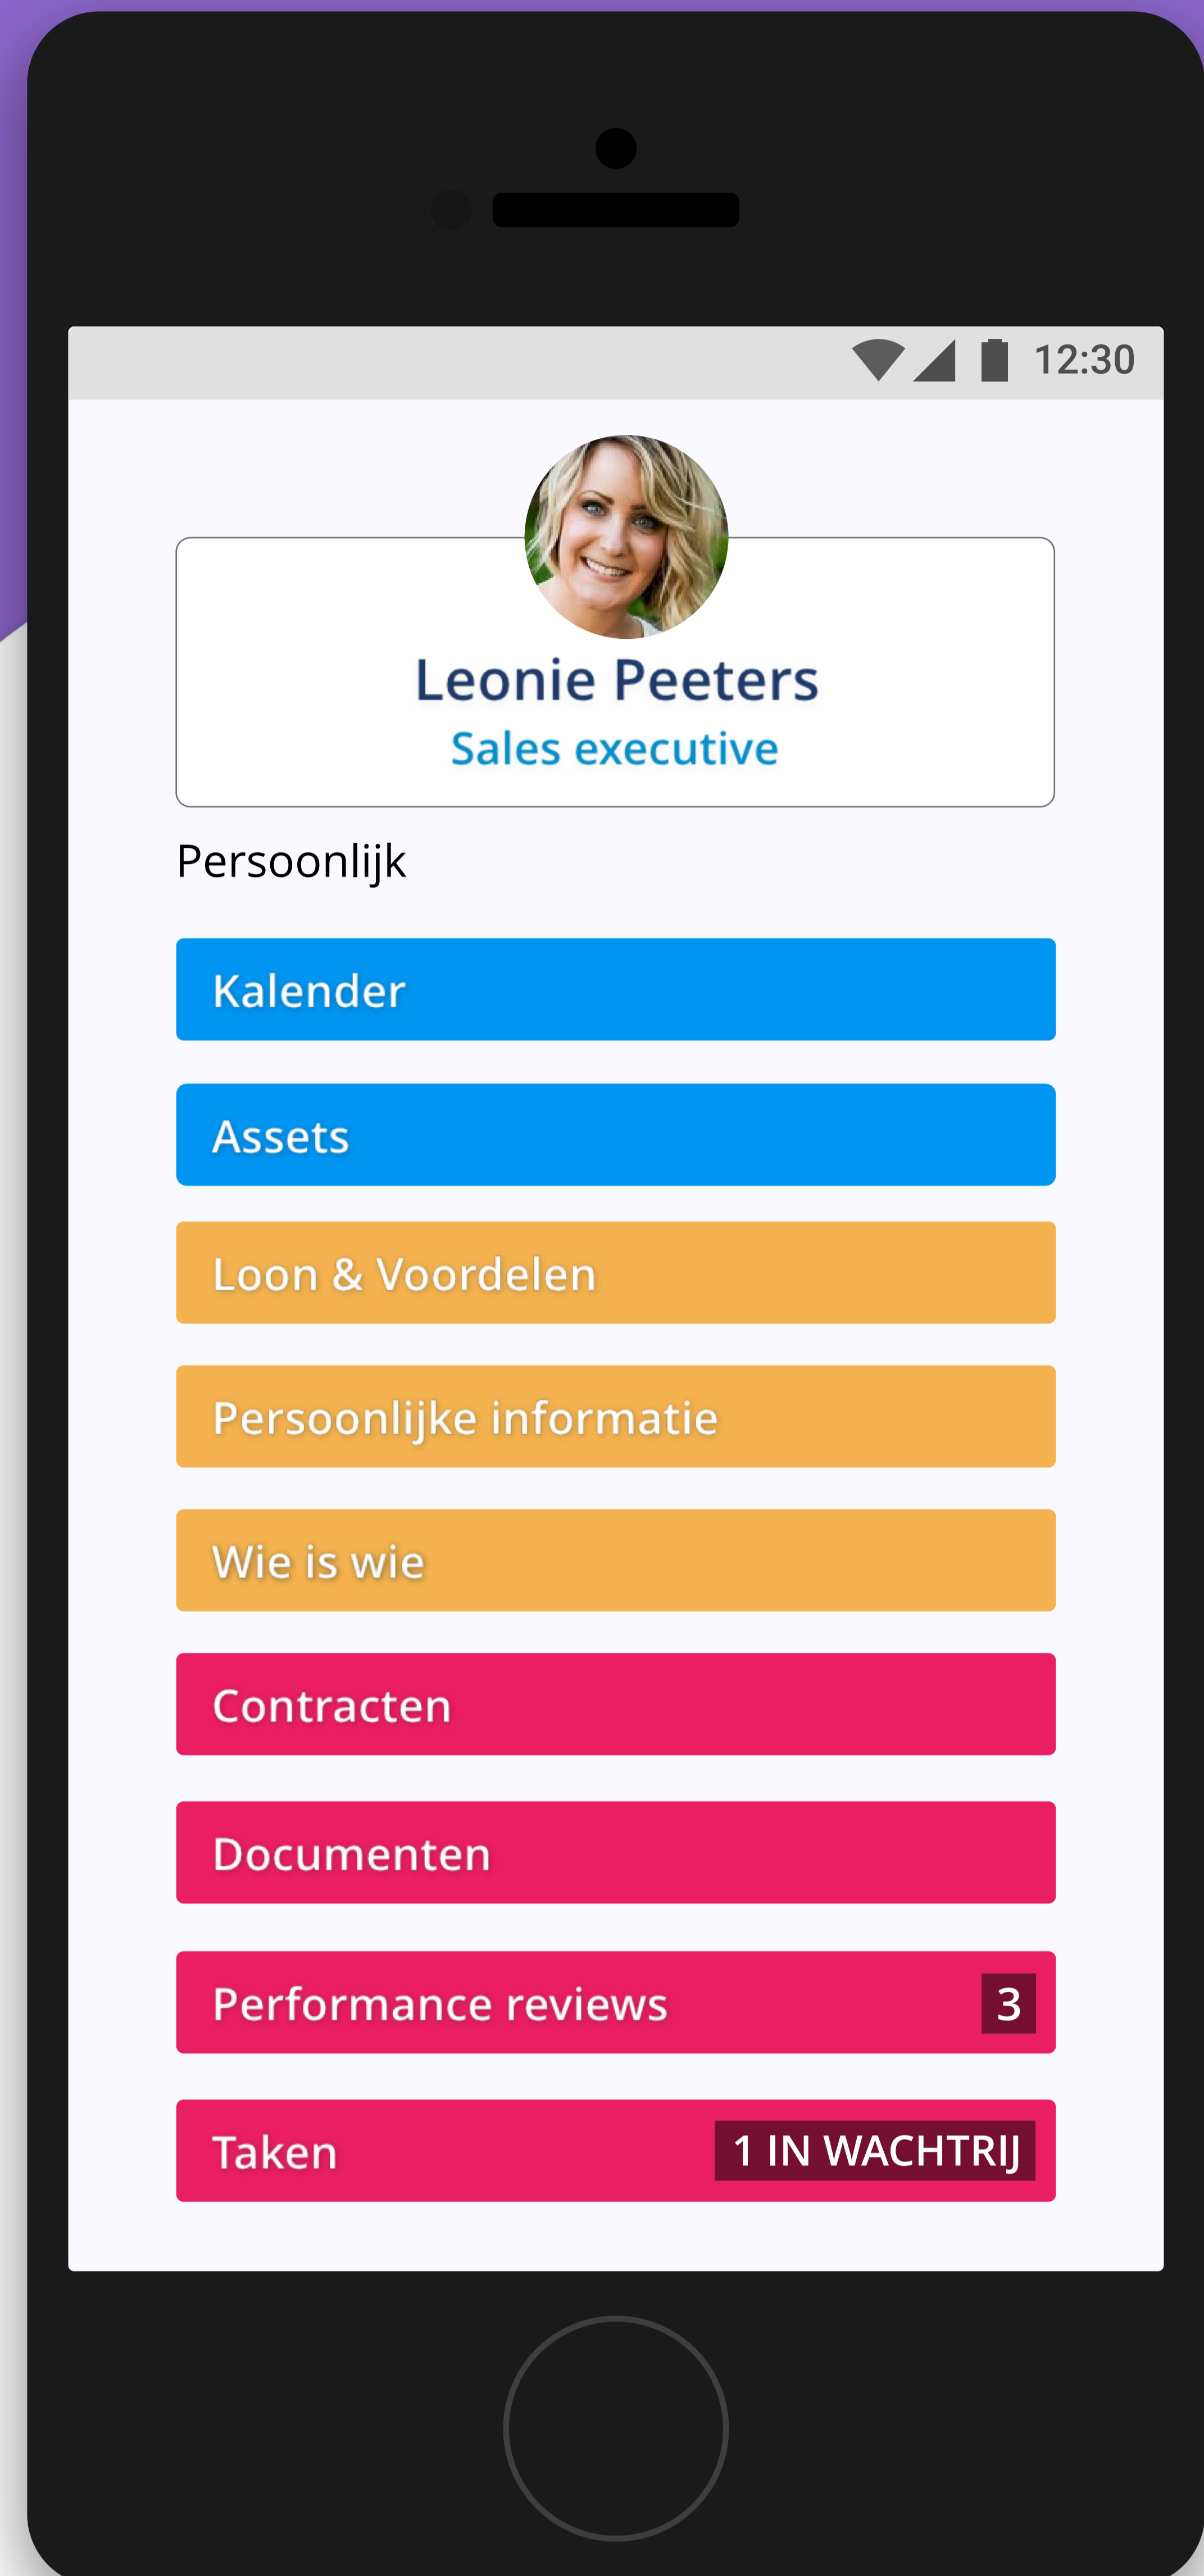 12:30
Leonie Peeters
Sales executive
Persoonlijk
Kalender
Assets
Loon & Voordelen
Persoonlijke informatie
Wie is wie
Contracten
Documenten
Performance reviews 3
Taken 1 IN WACHTRIJ